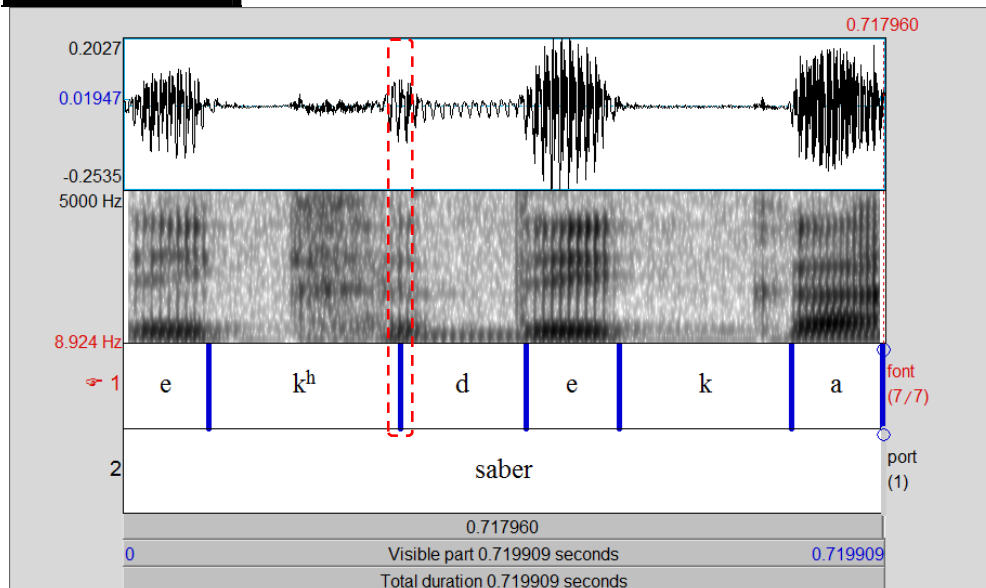 0.717960
0.2027
0.01947
-0.2535
5000 Hz
8.924 Hz
☞ 1 e kʰ d e k a font (7/7)
2 saber port (1)
0.717960
0 Visible part 0.719909 seconds 0.719909
Total duration 0.719909 seconds